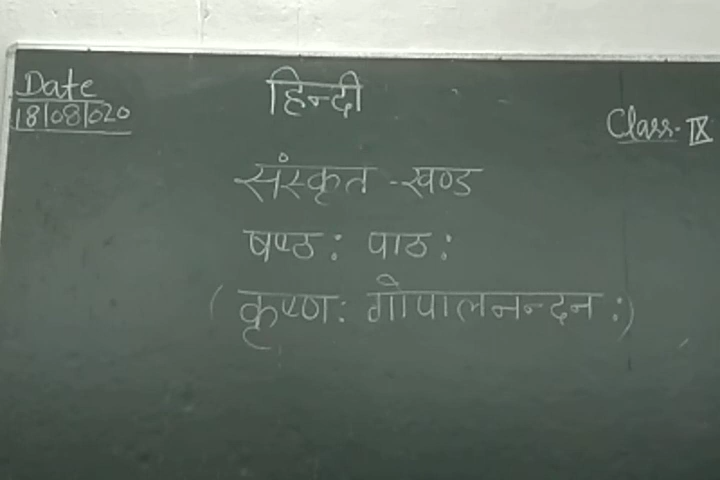 Date
18/08/020
हिन्दी
Class-IX
संस्कृत-खण्ड
षष्ठ: पाठ:
(कृष्ण: गोपालनन्दन:)